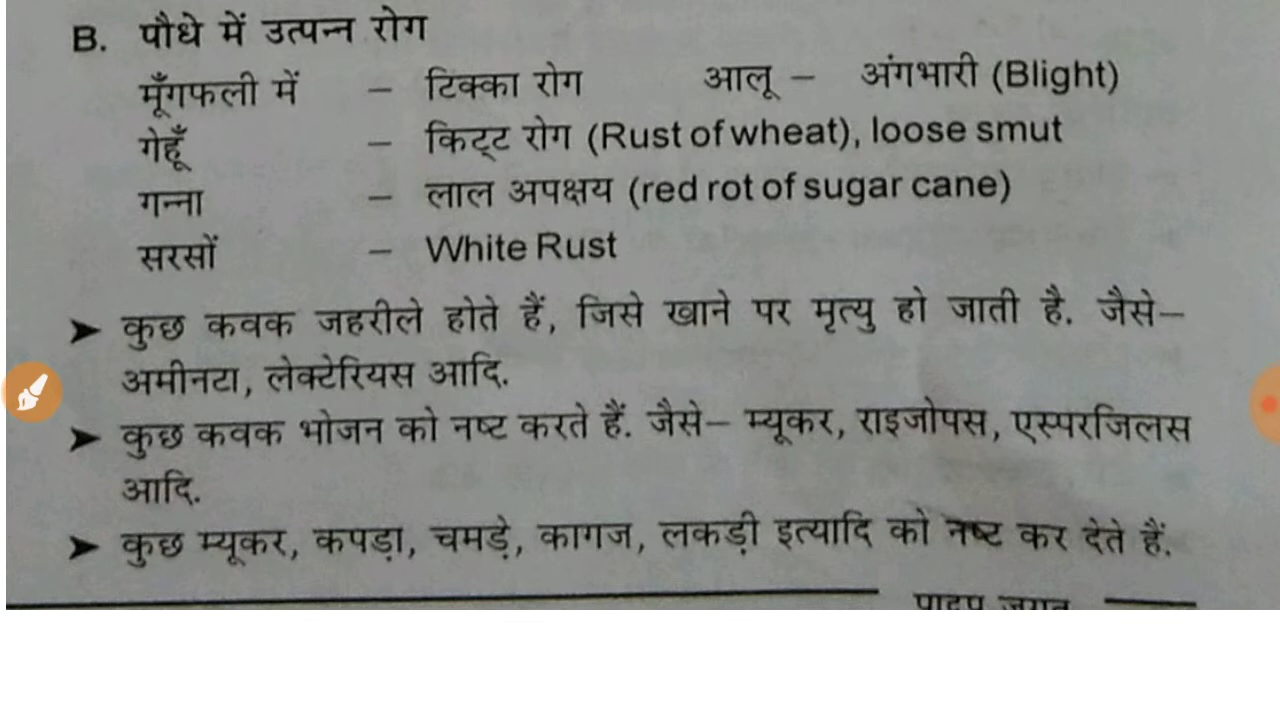 B. पौधे में उत्पन्न रोग
मूँगफली में – टिक्का रोग आलू – अंगभारी (Blight)
गेहूँ – किट्ट रोग (Rust of wheat), loose smut
गन्ना – लाल अपक्षय (red rot of sugar cane)
सरसों – White Rust
➤ कुछ कवक जहरीले होते हैं, जिसे खाने पर मृत्यु हो जाती है. जैसे–
अमीनटा, लेक्टेरियस आदि.
➤ कुछ कवक भोजन को नष्ट करते हैं. जैसे– म्यूकर, राइजोपस, एस्परजिलस
आदि.
➤ कुछ म्यूकर, कपड़ा, चमड़े, कागज, लकड़ी इत्यादि को नष्ट कर देते हैं.
पादप जगत